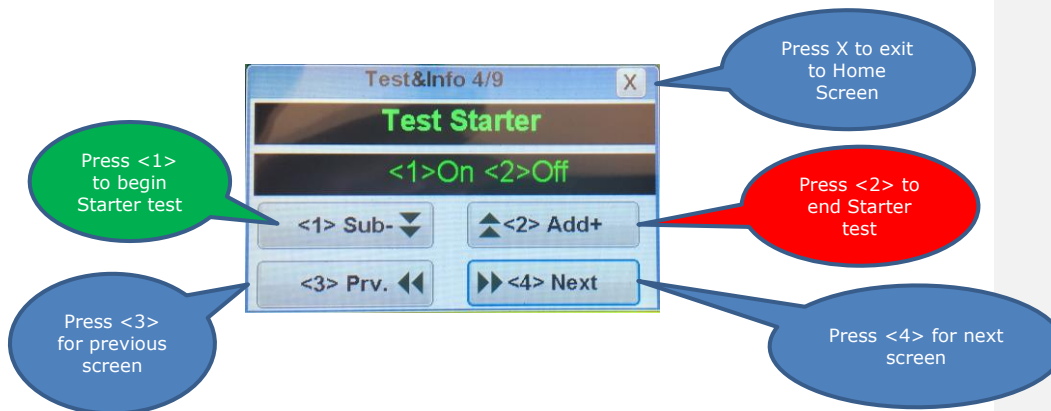 Press X to exit
to Home
Screen
Test&Info 4/9
X
Test Starter
<1>On <2>Off
Press <1>
to begin
Starter test
Press <2> to
end Starter
test
<1> Sub-
<2> Add+
<3> Prv.
<4> Next
Press <3>
for previous
screen
Press <4> for next
screen